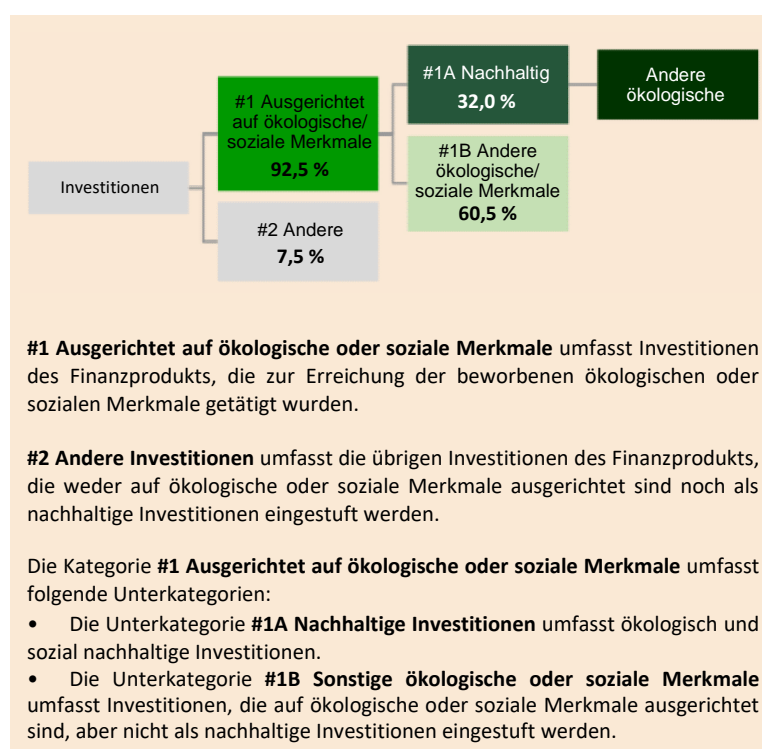 Investitionen
#1 Ausgerichtet
auf ökologische/
soziale Merkmale
92,5 %
#2 Andere
7,5 %
#1A Nachhaltig
32,0 %
#1B Andere
ökologische/
soziale Merkmale
60,5 %
Andere
ökologische
#1 Ausgerichtet auf ökologische oder soziale Merkmale umfasst Investitionen
des Finanzprodukts, die zur Erreichung der beworbenen ökologischen oder
sozialen Merkmale getätigt wurden.
#2 Andere Investitionen umfasst die übrigen Investitionen des Finanzprodukts,
die weder auf ökologische oder soziale Merkmale ausgerichtet sind noch als
nachhaltige Investitionen eingestuft werden.
Die Kategorie #1 Ausgerichtet auf ökologische oder soziale Merkmale umfasst
folgende Unterkategorien:
• Die Unterkategorie #1A Nachhaltige Investitionen umfasst ökologisch und
sozial nachhaltige Investitionen.
• Die Unterkategorie #1B Sonstige ökologische oder soziale Merkmale
umfasst Investitionen, die auf ökologische oder soziale Merkmale ausgerichtet
sind, aber nicht als nachhaltige Investitionen eingestuft werden.